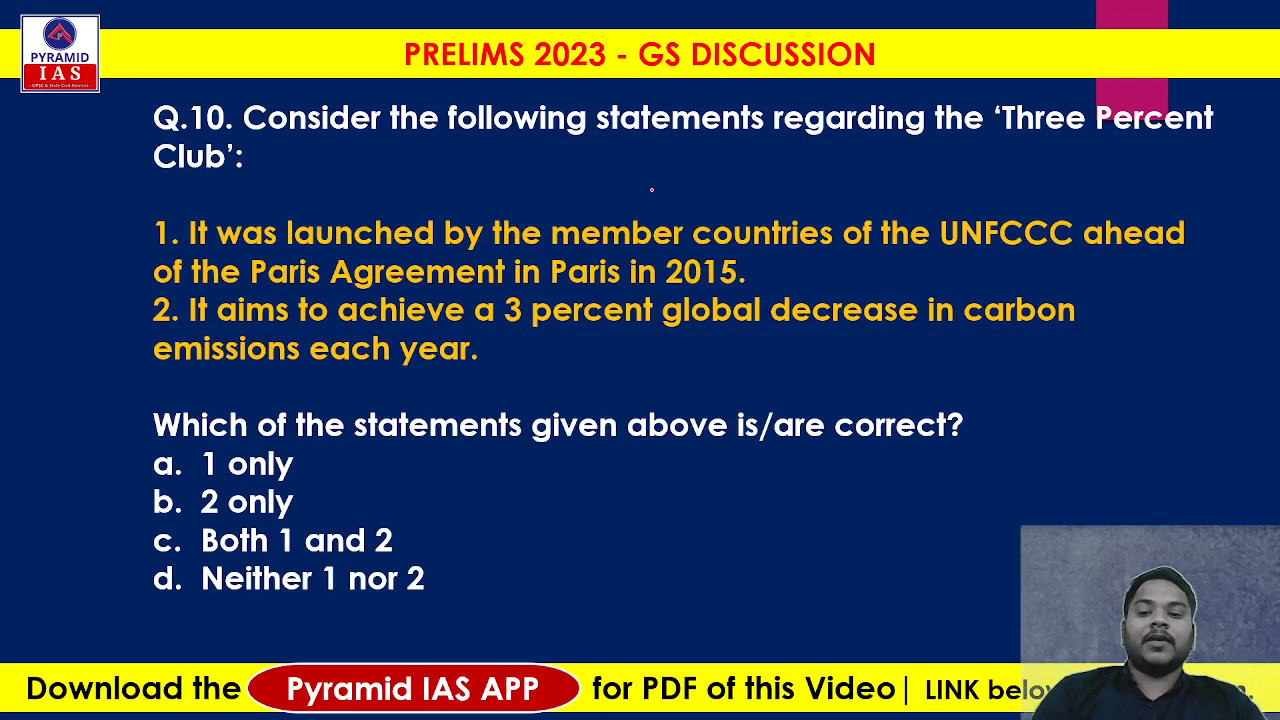 PYRAMID
IAS
PRELIMS 2023 - GS DISCUSSION
Q.10. Consider the following statements regarding the ‘Three Percent
Club’:
1. It was launched by the member countries of the UNFCCC ahead
of the Paris Agreement in Paris in 2015.
2. It aims to achieve a 3 percent global decrease in carbon
emissions each year.
Which of the statements given above is/are correct?
a. 1 only
b. 2 only
c. Both 1 and 2
d. Neither 1 nor 2
Download the Pyramid IAS APP for PDF of this Video| LINK below